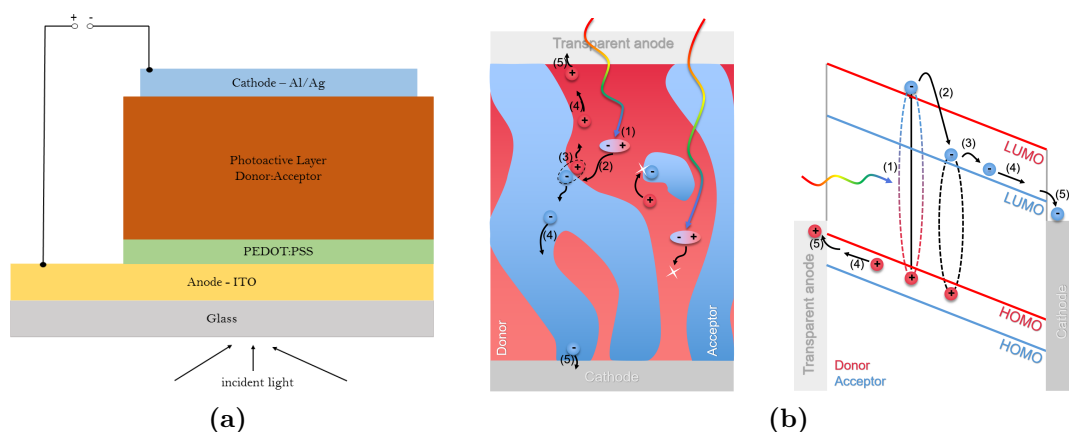 + -
Cathode – Al/Ag
Photoactive Layer
Donor:Acceptor
PEDOT:PSS
Anode - ITO
Glass
incident light
(a)
Transparent anode
(5)
+
(4)
+
(1)
- +
(3)
+
(2)
-
-
+
-
(4)
- +
Donor
Acceptor
-
(5)
Cathode
-
(2)
LUMO
(1)
-
(3)
-
(4)
LUMO
(5)
-
+
(5)
(4)
+
+
+
HOMO
HOMO
Transparent anode
Cathode
Donor
Acceptor
(b)